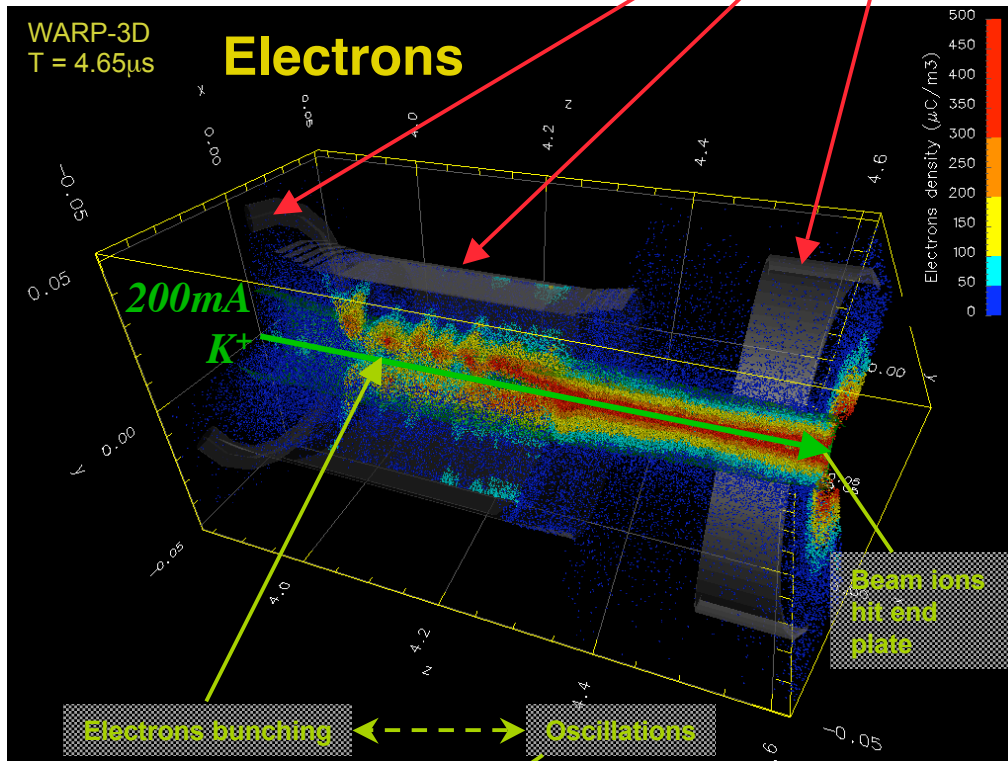 WARP-3D
T = 4.65μs
Electrons
500
450
400
350
300
250
200
150
100
50
0
Electrons density (μC/m3)
x
-0.05
0.00
0.05
z
4.0
4.2
4.4
4.6
0.05
0.00
-0.05
Y
200mA
K+
0.00
Y
-0.05
4.0
4.2
z
4.4
.6
Beam ions
hit end
plate
Electrons bunching
Oscillations